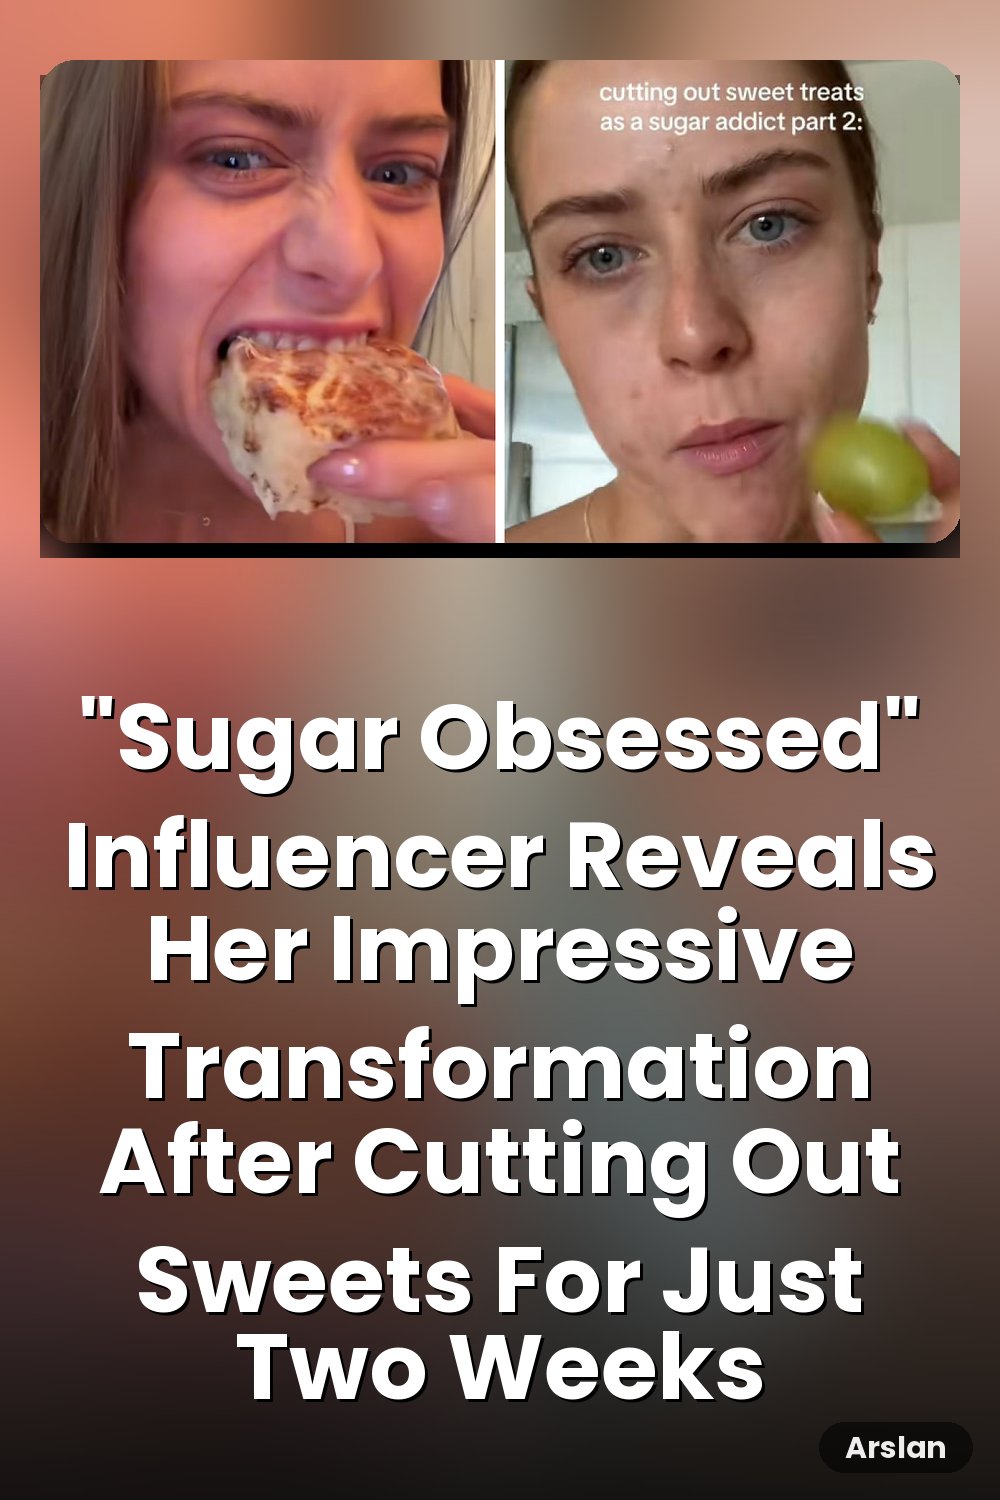 cutting out sweet treats
as a sugar addict part 2:
"Sugar Obsessed"
Influencer Reveals
Her Impressive
Transformation
After Cutting Out
Sweets For Just
Two Weeks
Arslan